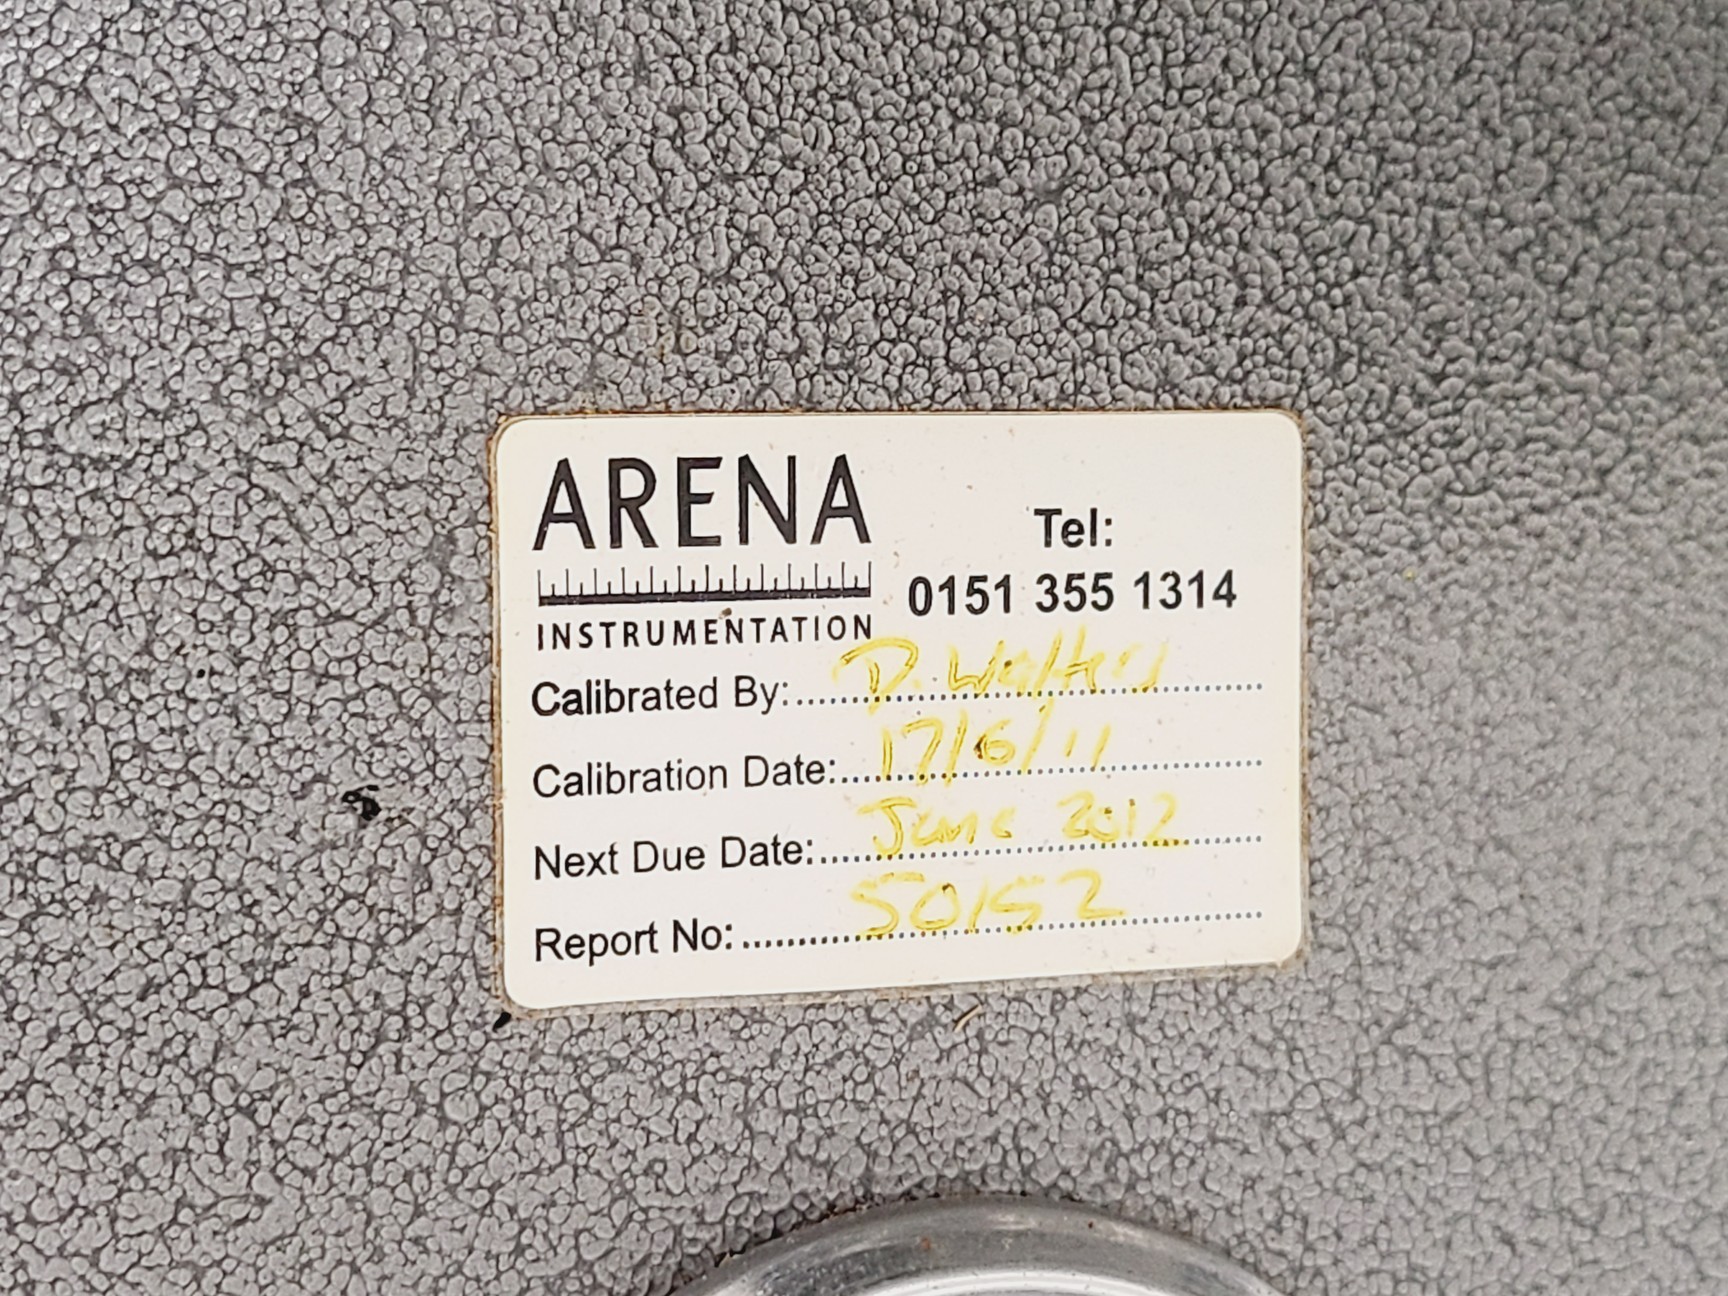 ARENA
INSTRUMENTATION
Tel:
0151 355 1314
Calibrated By: D. Walters
Calibration Date: 17/6/11
Next Due Date: June 2012
Report No: 50152